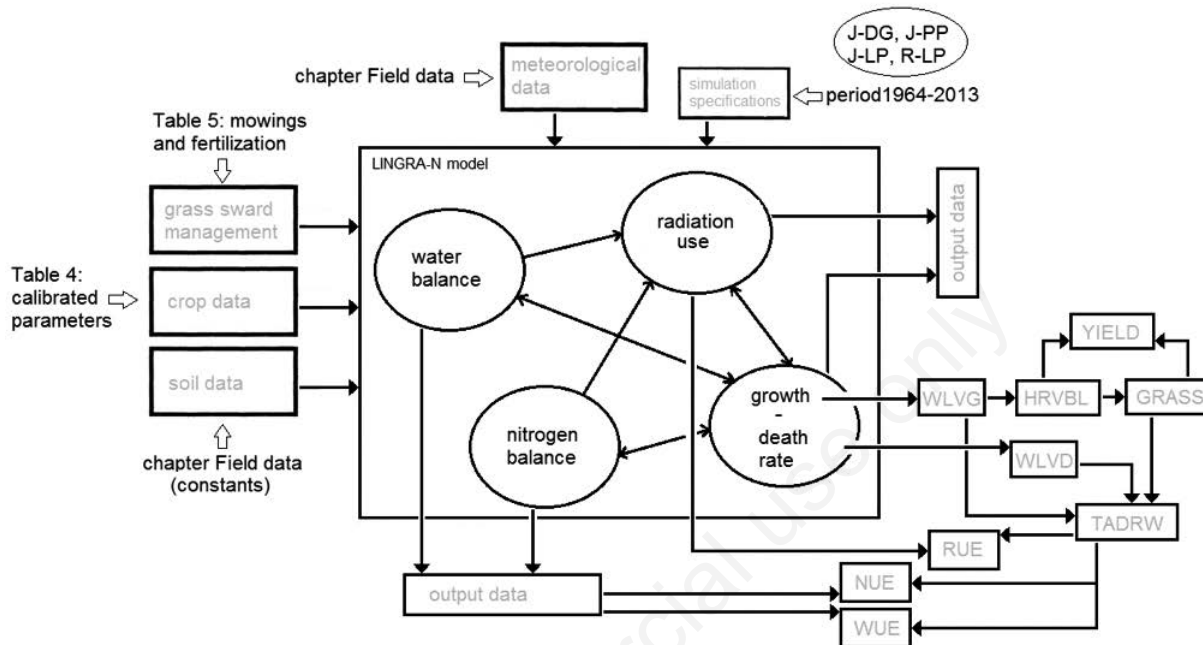 J-DG, J-PP
J-LP, R-LP
chapter Field data
meteorological
data
simulation
specifications
period1964-2013
Table 5: mowings
and fertilization
LINGRA-N model
grass sward
management
radiation
use
output data
water
balance
Table 4:
calibrated
parameters
crop data
YIELD
soil data
growth
-
death
rate
WLVG
HRVBL
GRASS
nitrogen
balance
WLVD
chapter Field data
(constants)
TADRW
RUE
output data
NUE
WUE
rcial use only